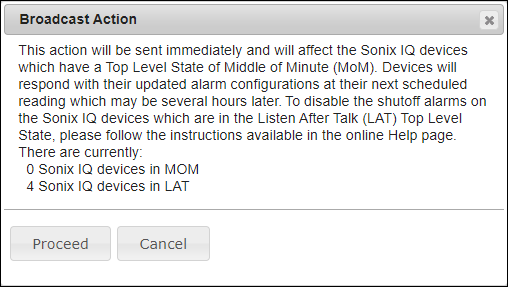 Broadcast Action
This action will be sent immediately and will affect the Sonix IQ devices
which have a Top Level State of Middle of Minute (MoM). Devices will
respond with their updated alarm configurations at their next scheduled
reading which may be several hours later. To disable the shutoff alarms on
the Sonix IQ devices which are in the Listen After Talk (LAT) Top Level
State, please follow the instructions available in the online Help page.
There are currently:
0 Sonix IQ devices in MOM
4 Sonix IQ devices in LAT
Proceed Cancel